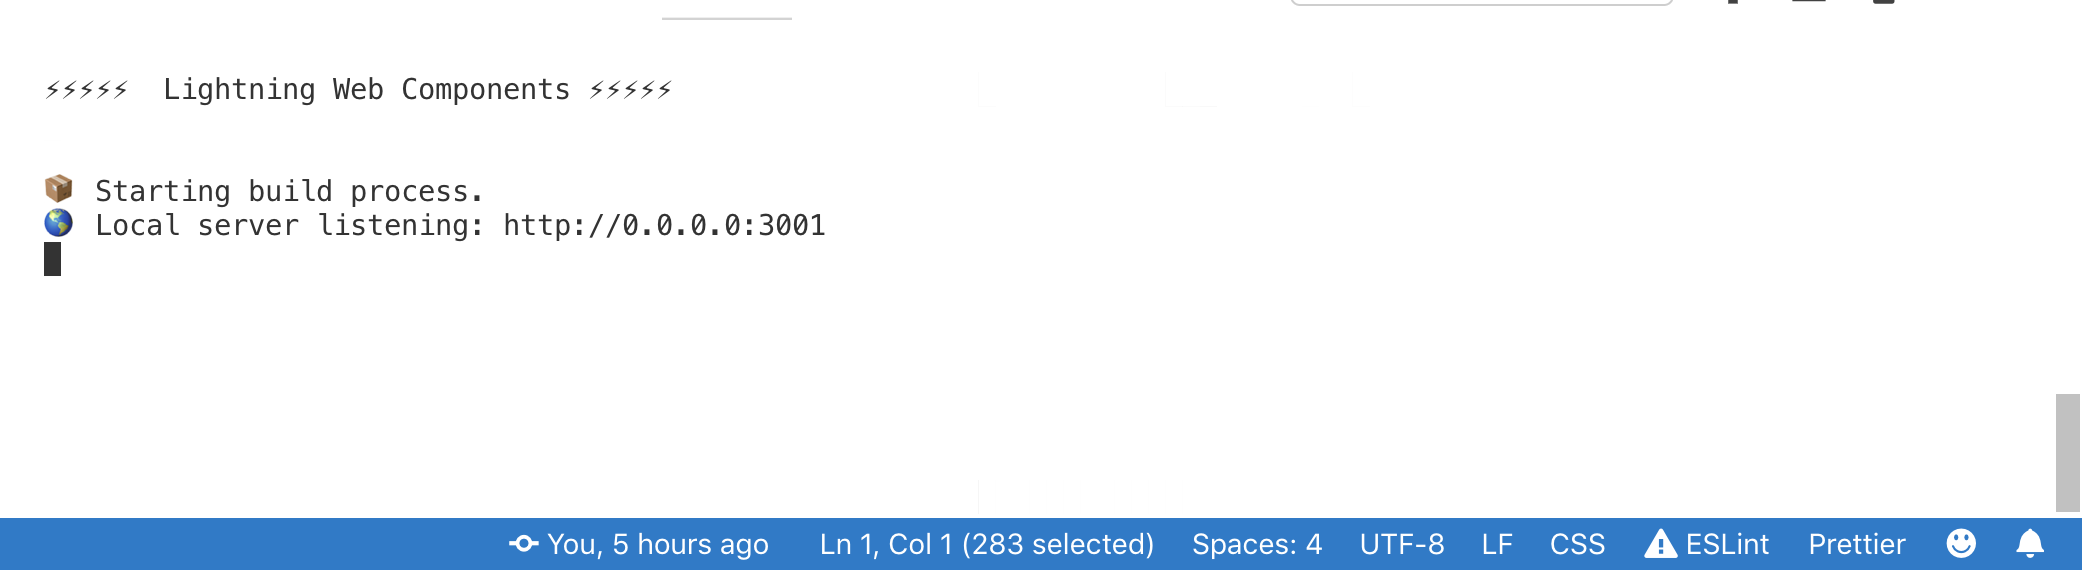 ⚡⚡⚡⚡⚡  Lightning Web Components ⚡⚡⚡⚡⚡
📦 Starting build process.
🌎 Local server listening: http://0.0.0.0:3001
You, 5 hours ago Ln 1, Col 1 (283 selected) Spaces: 4 UTF-8 LF CSS ESLint Prettier